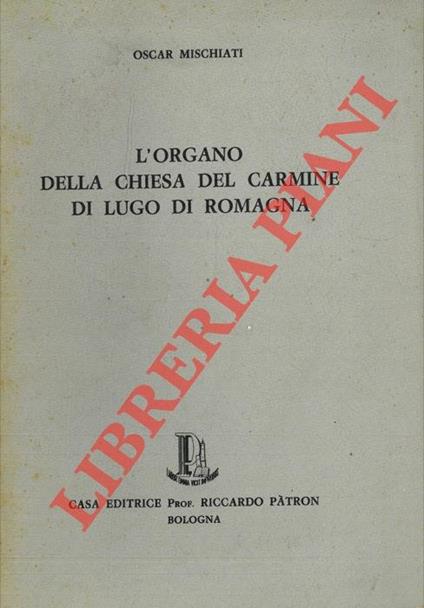 OSCAR MISCHIATI
L'ORGANO
DELLA CHIESA DEL CARMINE
DI LUGO DI ROMAGNA
LIBRERIA PIANI
CASA EDITRICE PROF. RICCARDO PÀTRON
BOLOGNA